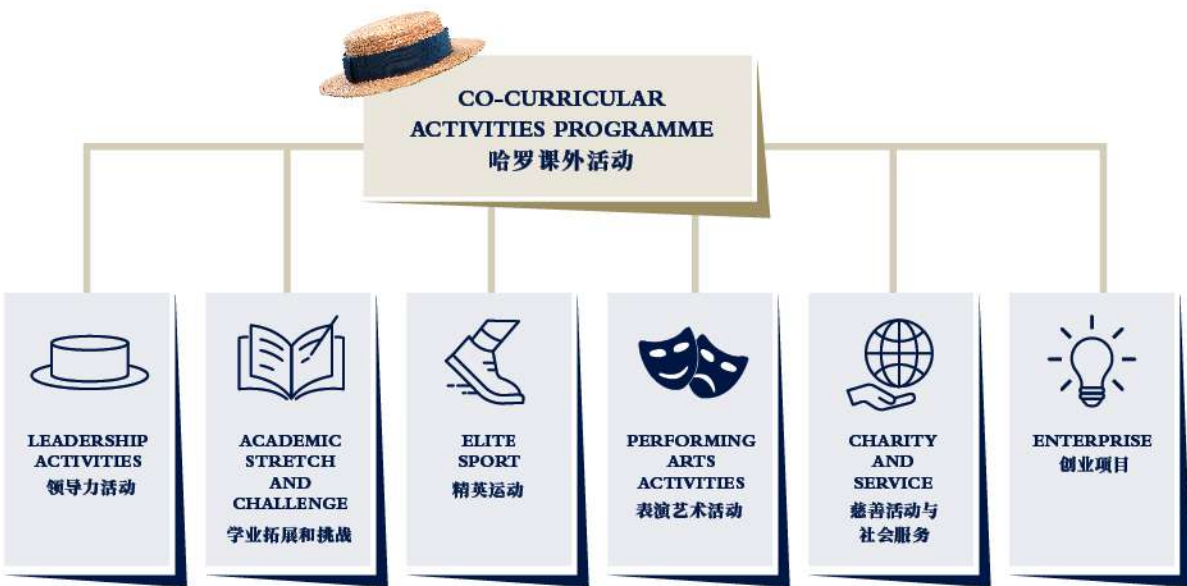 CO-CURRICULAR
ACTIVITIES PROGRAMME
哈罗课外活动
LEADERSHIP
ACTIVITIES
领导力活动
ACADEMIC
STRETCH
AND
CHALLENGE
学业拓展和挑战
ELITE
SPORT
精英运动
PERFORMING
ARTS
ACTIVITIES
表演艺术活动
CHARITY
AND
SERVICE
慈善活动与
社会服务
ENTERPRISE
创业项目